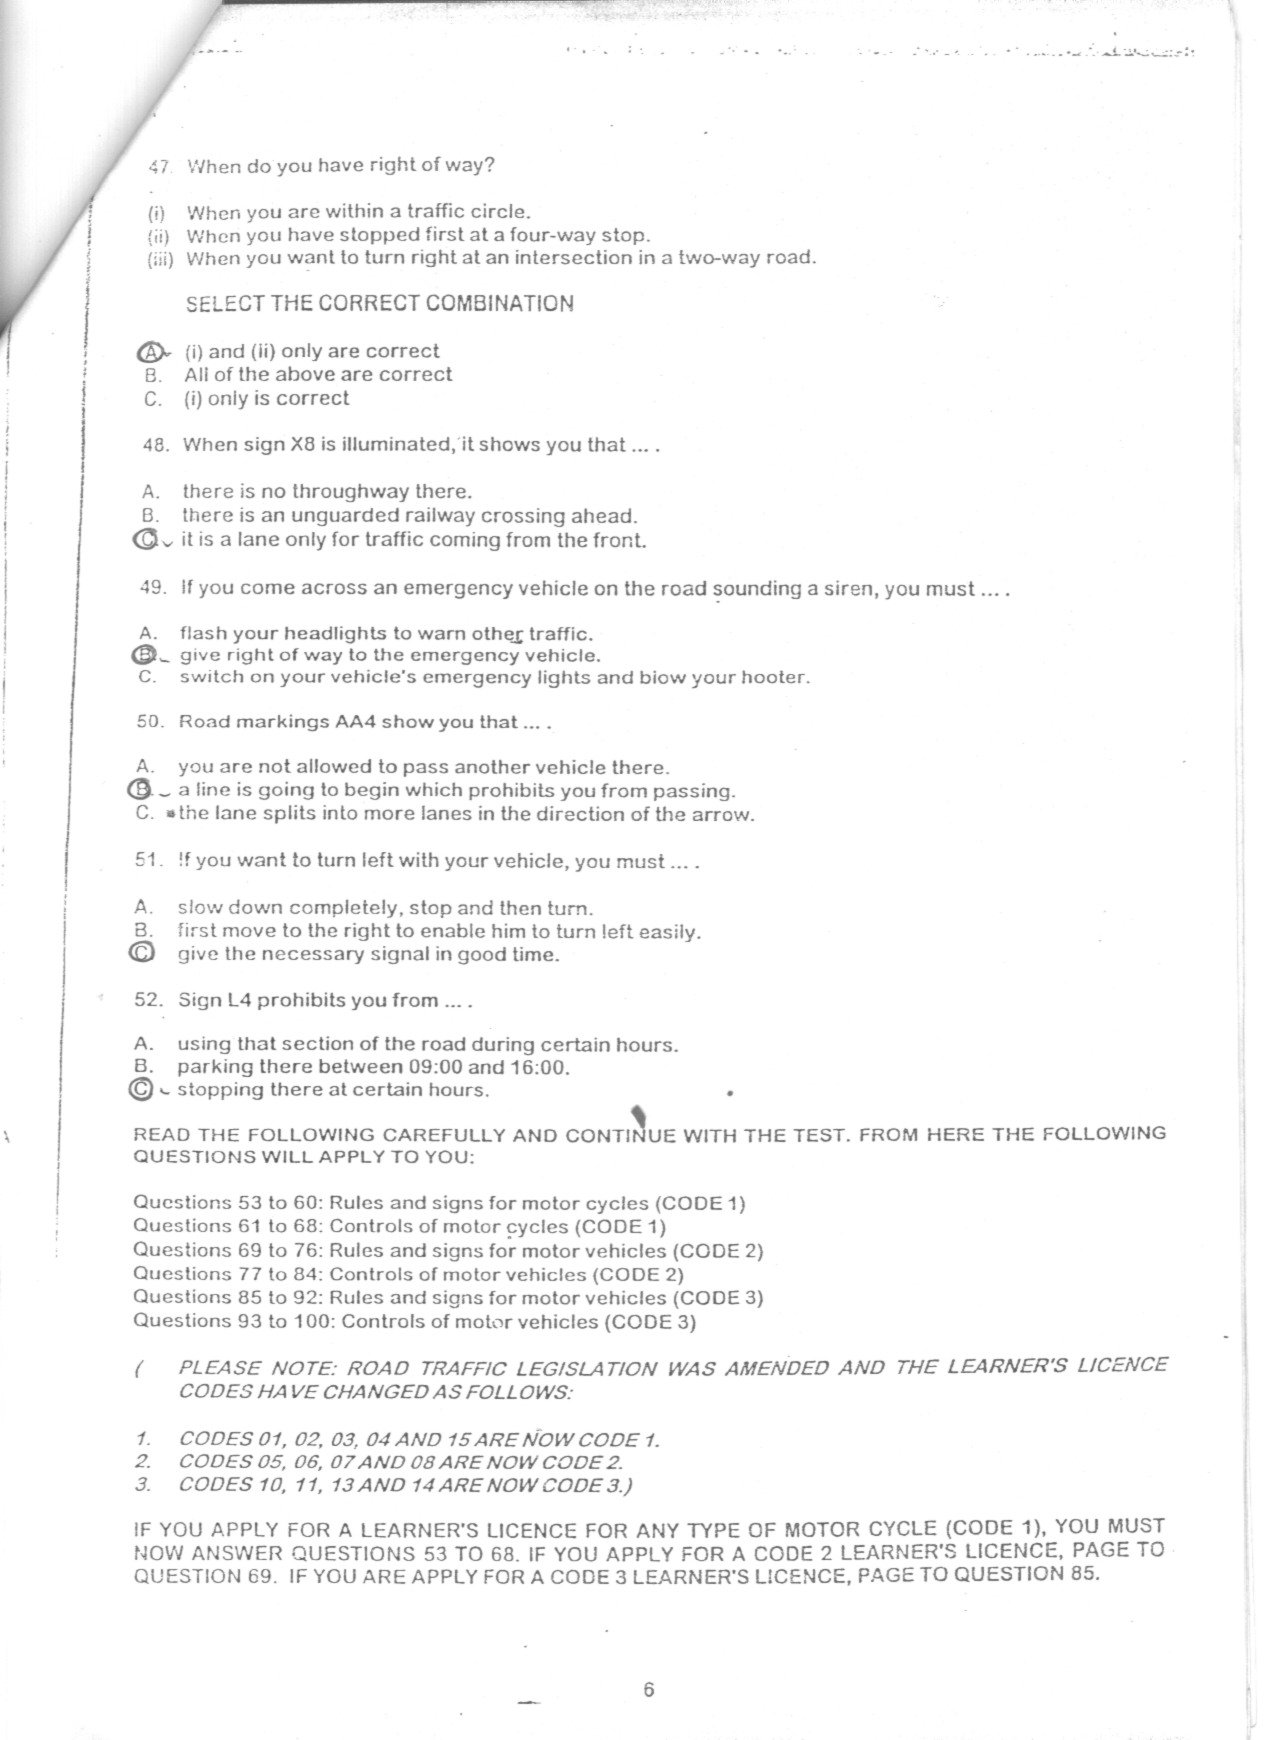 47. When do you have right of way?
(i) When you are within a traffic circle.
(ii) When you have stopped first at a four-way stop.
(iii) When you want to turn right at an intersection in a two-way road.
SELECT THE CORRECT COMBINATION
A. (i) and (ii) only are correct
B. All of the above are correct
C. (i) only is correct
48. When sign X8 is illuminated, it shows you that ... .
A. there is no throughway there.
B. there is an unguarded railway crossing ahead.
C. it is a lane only for traffic coming from the front.
49. If you come across an emergency vehicle on the road sounding a siren, you must ... .
A. flash your headlights to warn other traffic.
B. give right of way to the emergency vehicle.
C. switch on your vehicle's emergency lights and blow your hooter.
50. Road markings AA4 show you that ... .
A. you are not allowed to pass another vehicle there.
B. a line is going to begin which prohibits you from passing.
C. the lane splits into more lanes in the direction of the arrow.
51. If you want to turn left with your vehicle, you must ... .
A. slow down completely, stop and then turn.
B. first move to the right to enable him to turn left easily.
C give the necessary signal in good time.
52. Sign L4 prohibits you from ... .
A. using that section of the road during certain hours.
B. parking there between 09:00 and 16:00.
C stopping there at certain hours.
READ THE FOLLOWING CAREFULLY AND CONTINUE WITH THE TEST. FROM HERE THE FOLLOWING
QUESTIONS WILL APPLY TO YOU:
Questions 53 to 60: Rules and signs for motor cycles (CODE 1)
Questions 61 to 68: Controls of motor cycles (CODE 1)
Questions 69 to 76: Rules and signs for motor vehicles (CODE 2)
Questions 77 to 84: Controls of motor vehicles (CODE 2)
Questions 85 to 92: Rules and signs for motor vehicles (CODE 3)
Questions 93 to 100: Controls of motor vehicles (CODE 3)
( PLEASE NOTE: ROAD TRAFFIC LEGISLATION WAS AMENDED AND THE LEARNER'S LICENCE
CODES HAVE CHANGED AS FOLLOWS:
1. CODES 01, 02, 03, 04 AND 15 ARE NOW CODE 1.
2. CODES 05, 06, 07 AND 08 ARE NOW CODE 2.
3. CODES 10, 11, 13 AND 14 ARE NOW CODE 3.)
IF YOU APPLY FOR A LEARNER'S LICENCE FOR ANY TYPE OF MOTOR CYCLE (CODE 1), YOU MUST
NOW ANSWER QUESTIONS 53 TO 68. IF YOU APPLY FOR A CODE 2 LEARNER'S LICENCE, PAGE TO
QUESTION 69. IF YOU ARE APPLY FOR A CODE 3 LEARNER'S LICENCE, PAGE TO QUESTION 85.
6